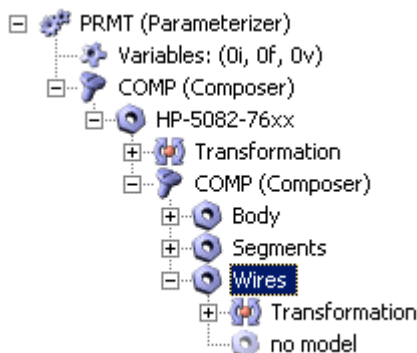 PRMT (Parameterizer)
Variables: (0i, 0f, 0v)
COMP (Composer)
HP-5082-76xx
Transformation
COMP (Composer)
Body
Segments
Wires
Transformation
no model